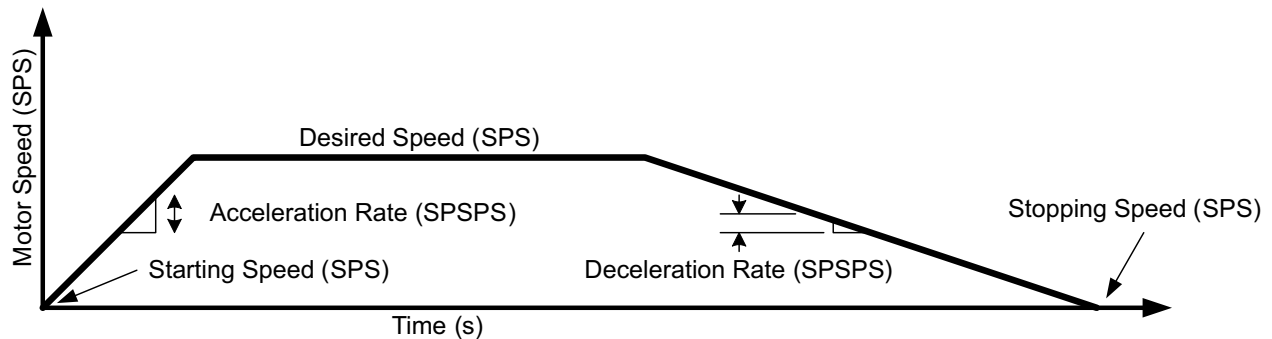 Motor Speed (SPS)
Desired Speed (SPS)
Acceleration Rate (SPSPS)
Stopping Speed (SPS)
Starting Speed (SPS)
Deceleration Rate (SPSPS)
Time (s)